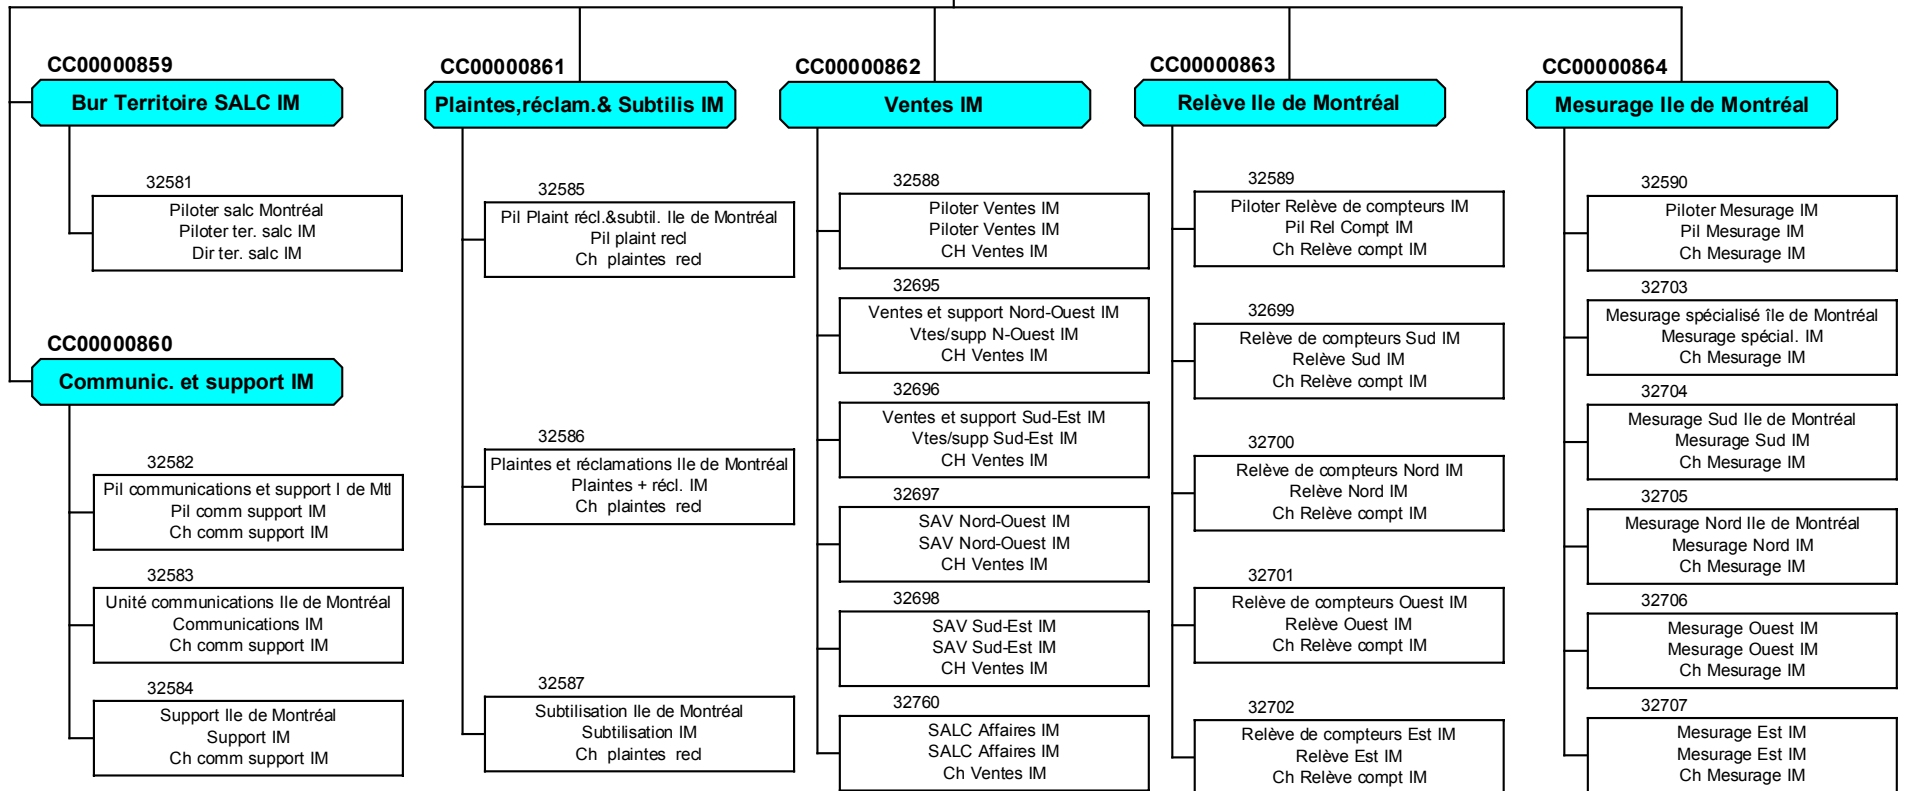 CC00000859
Bur Territoire SALC IM
32581
Piloter salc Montréal
Piloter ter. salc IM
Dir ter. salc IM
CC00000860
Communic. et support IM
32582
Pil communications et support I de Mtl
Pil comm support IM
Ch comm support IM
32583
Unité communications Ile de Montréal
Communications IM
Ch comm support IM
32584
Support Ile de Montréal
Support IM
Ch comm support IM
CC00000861
Plaintes,réclam.& Subtilis IM
32585
Pil Plaint récl.&subtil. Ile de Montréal
Pil plaint recl
Ch plaintes recl
32586
Plaintes et réclamations Ile de Montréal
Plaintes + récl. IM
Ch plaintes recl
32587
Subtilisation Ile de Montréal
Subtilisation IM
Ch plaintes recl
CC00000862
Ventes IM
32588
Piloter Ventes IM
Piloter Ventes IM
CH Ventes IM
32695
Ventes et support Nord-Ouest IM
Vtes/supp N-Ouest IM
CH Ventes IM
32696
Ventes et support Sud-Est IM
Vtes/supp Sud-Est IM
CH Ventes IM
32697
SAV Nord-Ouest IM
SAV Nord-Ouest IM
CH Ventes IM
32698
SAV Sud-Est IM
SAV Sud-Est IM
CH Ventes IM
32760
SALC Affaires IM
SALC Affaires IM
Ch Ventes IM
CC00000863
Relève Ile de Montréal
32589
Piloter Relève de compteurs IM
Pil Rel Compt IM
Ch Relève compt IM
32699
Relève de compteurs Sud IM
Relève Sud IM
Ch Relève compt IM
32700
Relève de compteurs Nord IM
Relève Nord IM
Ch Relève compt IM
32701
Relève de compteurs Ouest IM
Relève Ouest IM
Ch Relève compt IM
32702
Relève de compteurs Est IM
Relève Est IM
Ch Relève compt IM
CC00000864
Mesurage Ile de Montréal
32590
Piloter Mesurage IM
Pil Mesurage IM
Ch Mesurage IM
32703
Mesurage spécialisé île de Montréal
Mesurage spécial. IM
Ch Mesurage IM
32704
Mesurage Sud Ile de Montréal
Mesurage Sud IM
Ch Mesurage IM
32705
Mesurage Nord Ile de Montréal
Mesurage Nord IM
Ch Mesurage IM
32706
Mesurage Ouest IM
Mesurage Ouest IM
Ch Mesurage IM
32707
Mesurage Est IM
Mesurage Est IM
Ch Mesurage IM